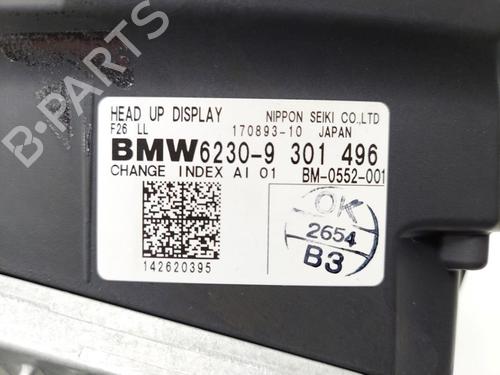 HEAD UP DISPLAY NIPPON SEIKI CO.,LTD
F26 LL 170893-10 JAPAN
BMW6230-9 301 496
CHANGE INDEX AI 01 BM-0552-001
OK
2654
B3
142620395
B-PARTS